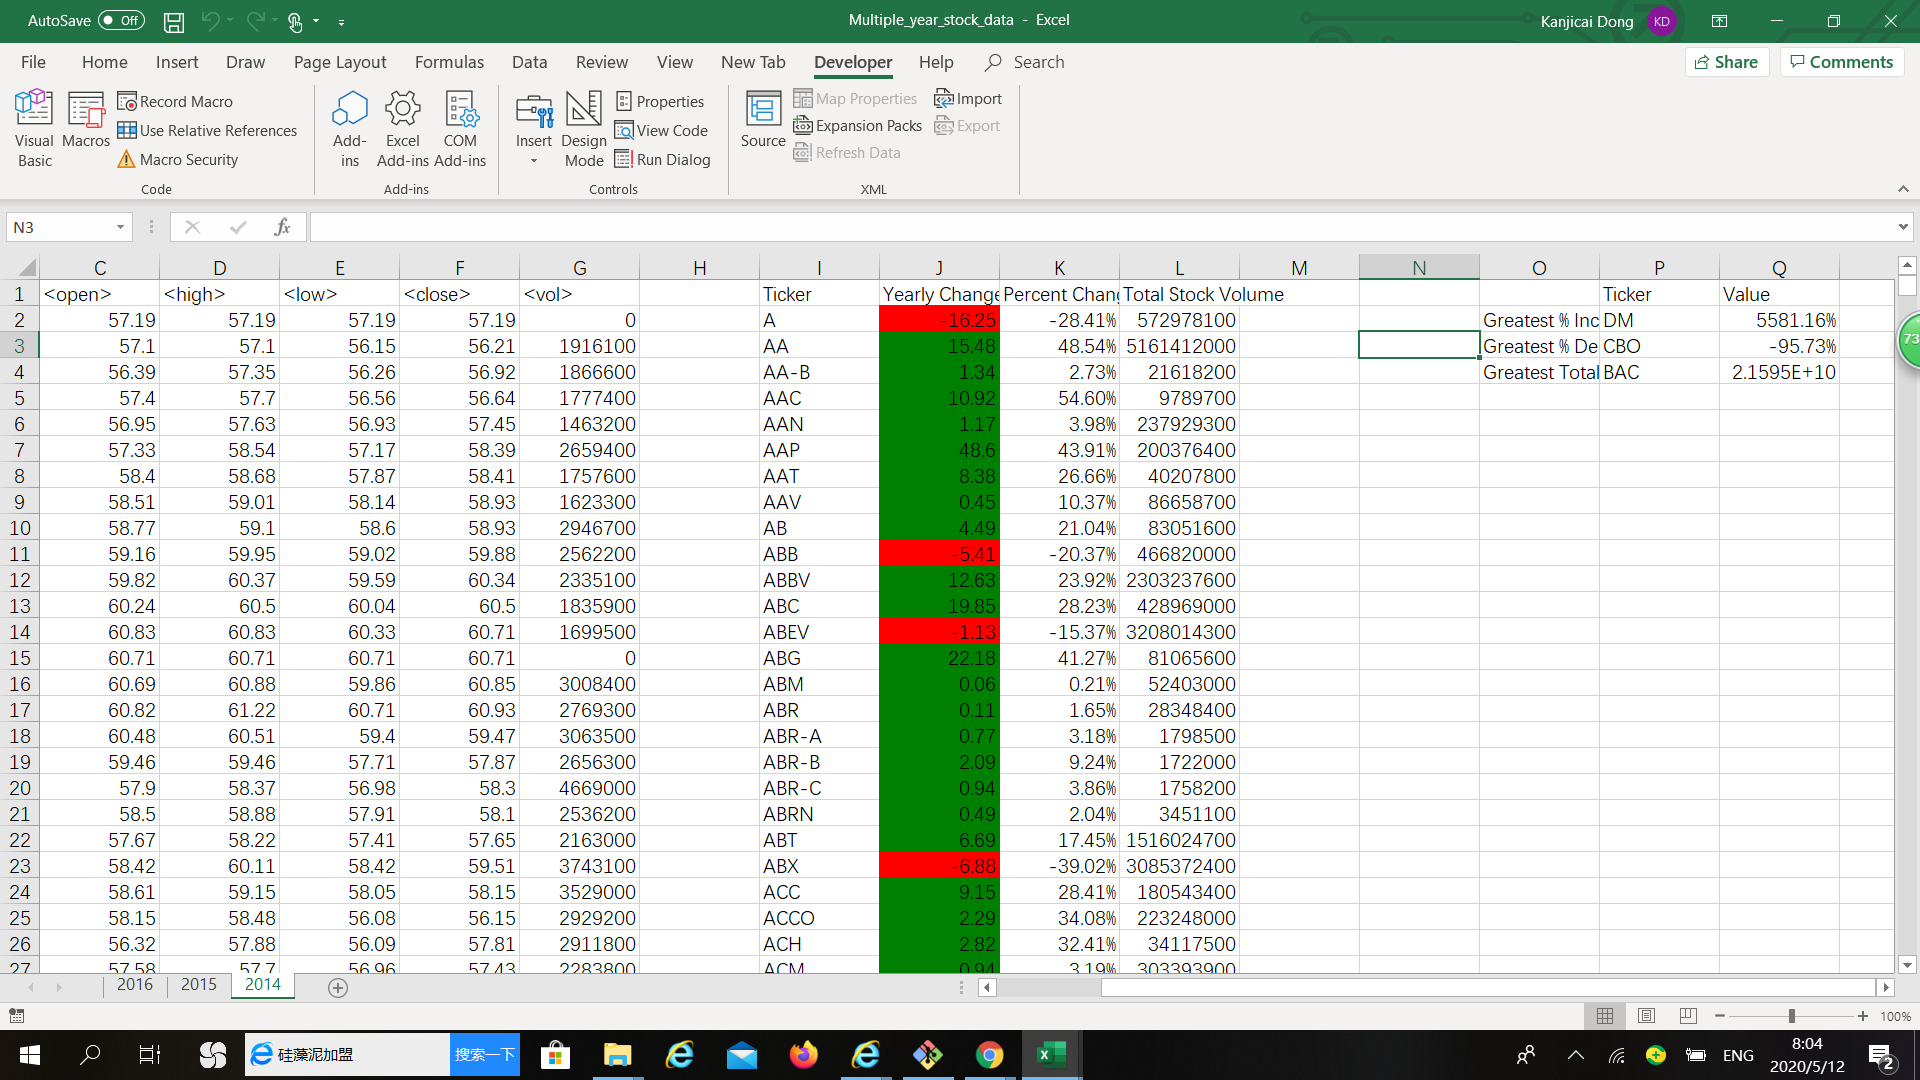 AutoSave Off Multiple_year_stock_data - Excel Kanjicai Dong KD
File Home Insert Draw Page Layout Formulas Data Review View New Tab Developer Help Search Share Comments
Visual Basic
Macros
Record Macro
Use Relative References
Macro Security
Code
Add-ins
Excel Add-ins
COM Add-ins
Add-ins
Insert
Design Mode
Properties
View Code
Run Dialog
Controls
Source
Map Properties
Expansion Packs
Refresh Data
Import
Export
XML
N3 fx
C D E F G H I J K L M N O P Q
1 <open> <high> <low> <close> <vol> Ticker Yearly Change Percent Chang Total Stock Volume Ticker Value
2 57.19 57.19 57.19 57.19 0 A -16.25 -28.41% 572978100 Greatest % Inc DM 5581.16%
3 57.1 57.1 56.15 56.21 1916100 AA 15.48 48.54% 5161412000 Greatest % De CBO -95.73%
4 56.39 57.35 56.26 56.92 1866600 AA-B 1.34 2.73% 21618200 Greatest Total BAC 2.1595E+10
5 57.4 57.7 56.56 56.64 1777400 AAC 10.92 54.60% 9789700
6 56.95 57.63 56.93 57.45 1463200 AAN 1.17 3.98% 237929300
7 57.33 58.54 57.17 58.39 2659400 AAP 48.6 43.91% 200376400
8 58.4 58.68 57.87 58.41 1757600 AAT 8.38 26.66% 40207800
9 58.51 59.01 58.14 58.93 1623300 AAV 0.45 10.37% 86658700
10 58.77 59.1 58.6 58.93 2946700 AB 4.49 21.04% 83051600
11 59.16 59.95 59.02 59.88 2562200 ABB -5.41 -20.37% 466820000
12 59.82 60.37 59.59 60.34 2335100 ABBV 12.63 23.92% 2303237600
13 60.24 60.5 60.04 60.5 1835900 ABC 19.85 28.23% 428969000
14 60.83 60.83 60.33 60.71 1699500 ABEV -1.13 -15.37% 3208014300
15 60.71 60.71 60.71 60.71 0 ABG 22.18 41.27% 81065600
16 60.69 60.88 59.86 60.85 3008400 ABM 0.06 0.21% 52403000
17 60.82 61.22 60.71 60.93 2769300 ABR 0.11 1.65% 28348400
18 60.48 60.51 59.4 59.47 3063500 ABR-A 0.77 3.18% 1798500
19 59.46 59.46 57.71 57.87 2656300 ABR-B 2.09 9.24% 1722000
20 57.9 58.37 56.98 58.3 4669000 ABR-C 0.94 3.86% 1758200
21 58.5 58.88 57.91 58.1 2536200 ABRN 0.49 2.04% 3451100
22 57.67 58.22 57.41 57.65 2163000 ABT 6.69 17.45% 1516024700
23 58.42 60.11 58.42 59.51 3743100 ABX -6.88 -39.02% 3085372400
24 58.61 59.15 58.05 58.15 3529000 ACC 9.15 28.41% 180543400
25 58.15 58.48 56.08 56.15 2929200 ACCO 2.29 34.08% 223248000
26 56.32 57.88 56.09 57.81 2911800 ACH 2.82 32.41% 34117500
27 57.58 57.7 56.96 57.43 2283800 ACM 0.94 3.19% 303393900
73
2016 2015 2014
100%
硅藻泥加盟 搜索一下 ENG 8:04
2020/5/12 2